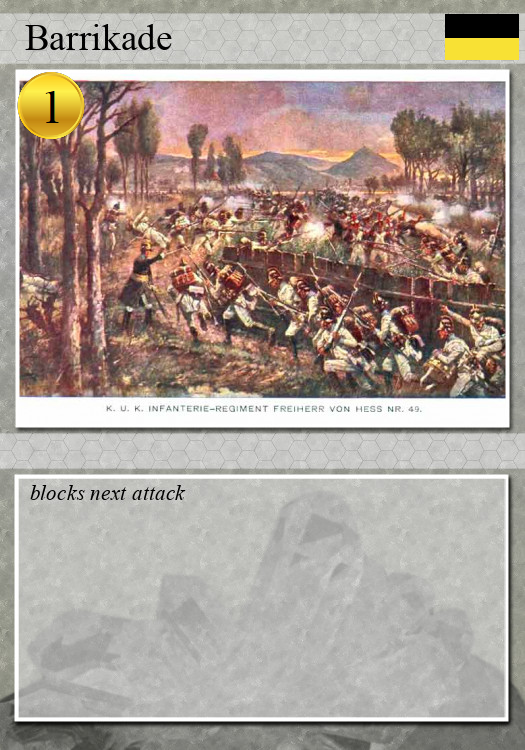 Barrikade
1
K. U. K. INFANTERIE-REGIMENT FREIHERR VON HESS NR. 49.
blocks next attack